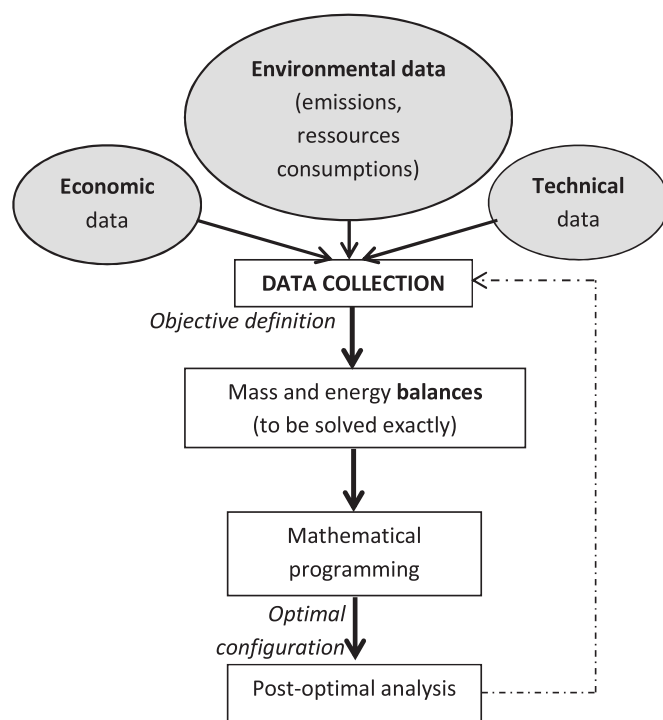 Environmental data
(emissions,
ressources
consumptions)
Economic
data
Technical
data
DATA COLLECTION
Objective definition
Mass and energy balances
(to be solved exactly)
Mathematical
programming
Optimal
configuration
Post-optimal analysis